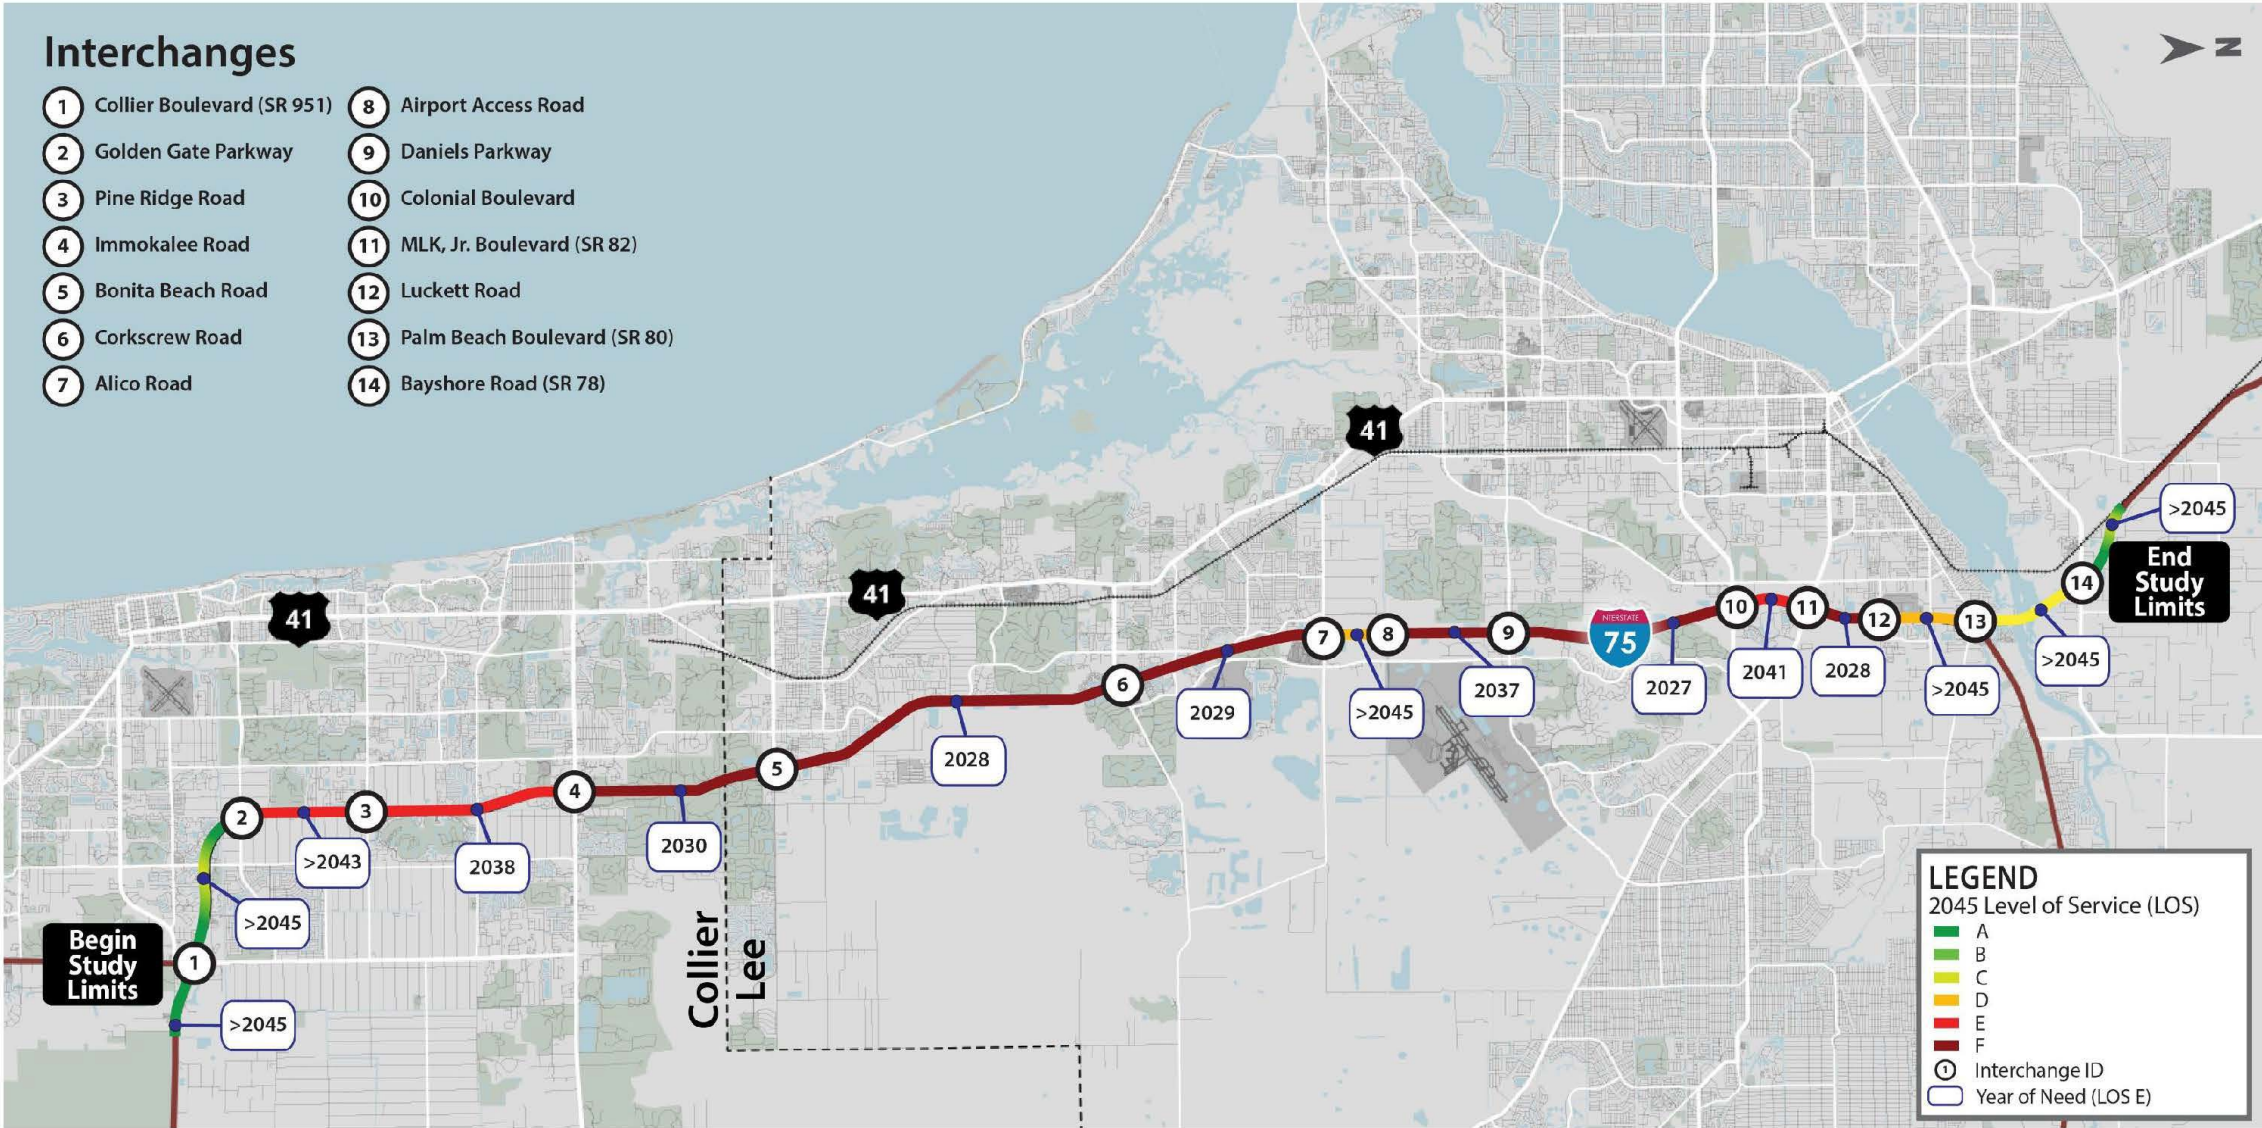 Interchanges
1 Collier Boulevard (SR 951)
2 Golden Gate Parkway
3 Pine Ridge Road
4 Immokalee Road
5 Bonita Beach Road
6 Corkscrew Road
7 Alico Road
8 Airport Access Road
9 Daniels Parkway
10 Colonial Boulevard
11 MLK, Jr. Boulevard (SR 82)
12 Luckett Road
13 Palm Beach Boulevard (SR 80)
14 Bayshore Road (SR 78)
N
41
41
41
INTERSTATE
75
Begin
Study
Limits
>2045
1
>2045
2
>2043
3
2038
4
2030
Collier
Lee
5
2028
6
2029
7
>2045
8
2037
9
2027
10
2041
11
2028
12
>2045
13
>2045
14
>2045
End
Study
Limits
LEGEND
2045 Level of Service (LOS)
A
B
C
D
E
F
1 Interchange ID
Year of Need (LOS E)